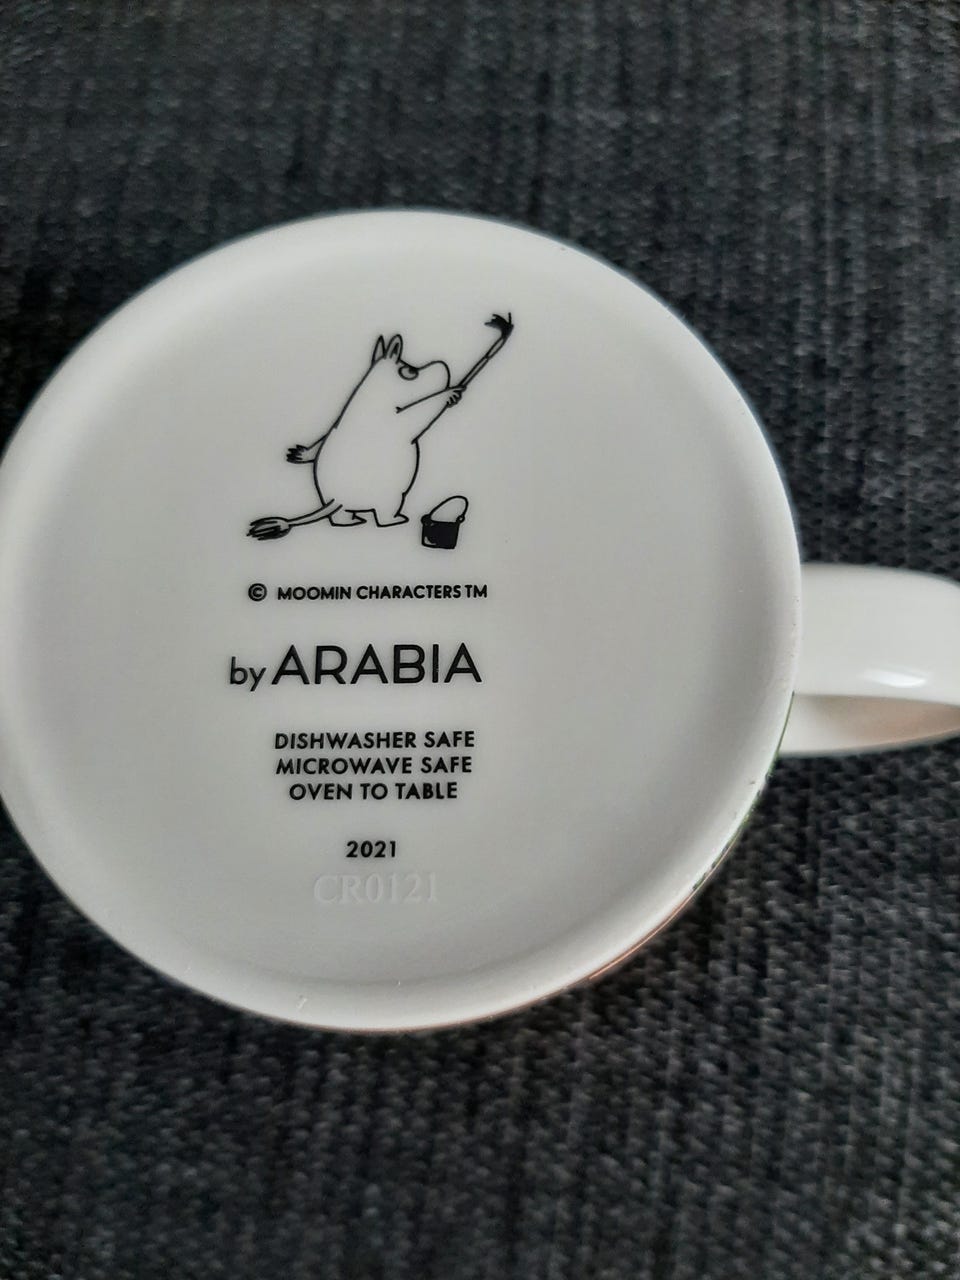 © MOOMIN CHARACTERS TM
by ARABIA
DISHWASHER SAFE
MICROWAVE SAFE
OVEN TO TABLE
2021
CR0121